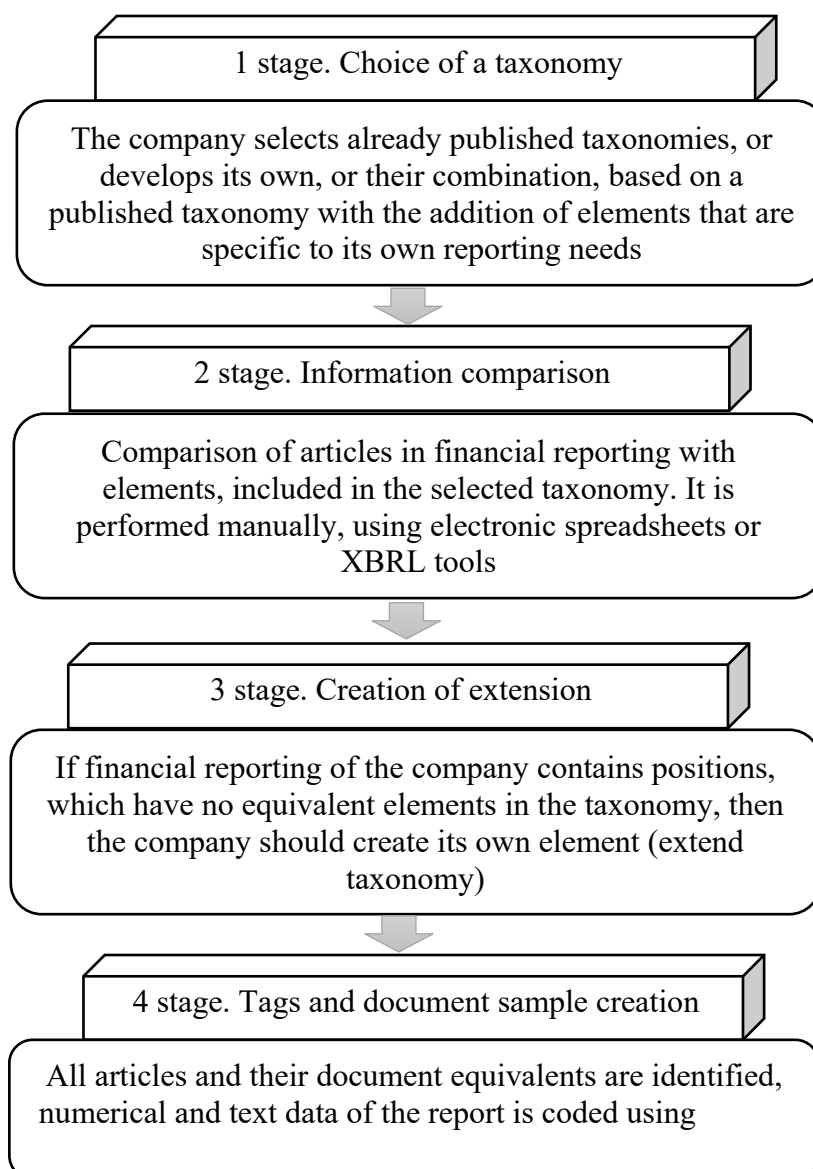 1 stage. Choice of a taxonomy
The company selects already published taxonomies, or
develops its own, or their combination, based on a
published taxonomy with the addition of elements that are
specific to its own reporting needs
2 stage. Information comparison
Comparison of articles in financial reporting with
elements, included in the selected taxonomy. It is
performed manually, using electronic spreadsheets or
XBRL tools
3 stage. Creation of extension
If financial reporting of the company contains positions,
which have no equivalent elements in the taxonomy, then
the company should create its own element (extend
taxonomy)
4 stage. Tags and document sample creation
All articles and their document equivalents are identified,
numerical and text data of the report is coded using